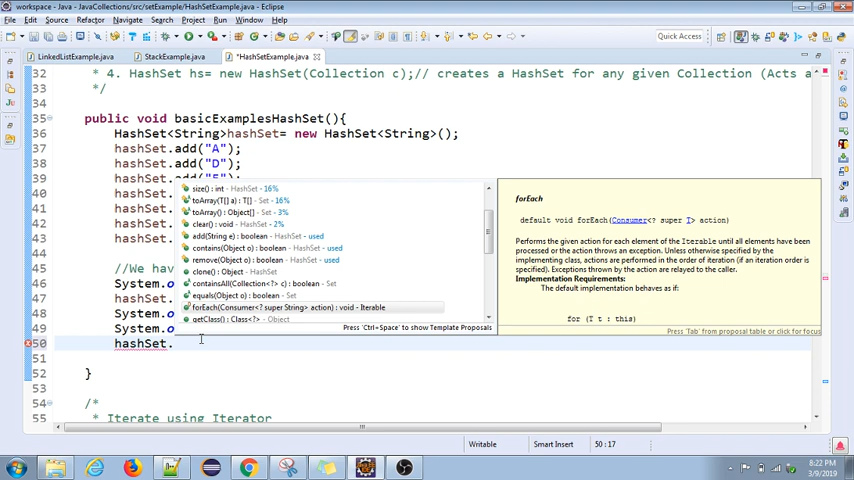 workspace - Java - JavaCollections/src/setExample/HashSetExample.java - Eclipse
File Edit Source Refactor Navigate Search Project Run Window Help
Quick Access
LinkedListExample.java StackExample.java *HashSetExample.java
32 * 4. HashSet hs= new HashSet(Collection c);// creates a HashSet for any given Collection (Acts a
33 */
34
35 public void basicExamplesHashSet(){
36 HashSet<String>hashSet= new HashSet<String>();
37 hashSet.add("A");
38 hashSet.add("D");
39 hashSet.add("E");
40 hashSet.
41 hashSet.
42 hashSet.
43 hashSet.
44
45 //We hav
46 System.o
47 hashSet.
48 System.o
49 System.o
50 hashSet.
51
52 }
53
54 /*
55 * Iterate using Iterator
size() : int - HashSet - 16%
toArray(T[] a) : T[] - Set - 16%
toArray() : Object[] - Set - 3%
clear() : void - HashSet - 2%
add(String e) : boolean - HashSet - used
contains(Object o) : boolean - HashSet - used
remove(Object o) : boolean - HashSet - used
clone() : Object - HashSet
containsAll(Collection<?> c) : boolean - Set
equals(Object o) : boolean - Set
forEach(Consumer<? super String> action) : void - Iterable
getClass() : Class<?> - Object
Press 'Ctrl+Space' to show Template Proposals
forEach
default void forEach(Consumer<? super T> action)
Performs the given action for each element of the Iterable until all elements have been
processed or the action throws an exception. Unless otherwise specified by the
implementing class, actions are performed in the order of iteration (if an iteration order is
specified). Exceptions thrown by the action are relayed to the caller.
Implementation Requirements:
The default implementation behaves as if:
for (T t : this)
Press 'Tab' from proposal table or click for focus
Writable Smart Insert 50 : 17
8:22 PM
3/9/2019